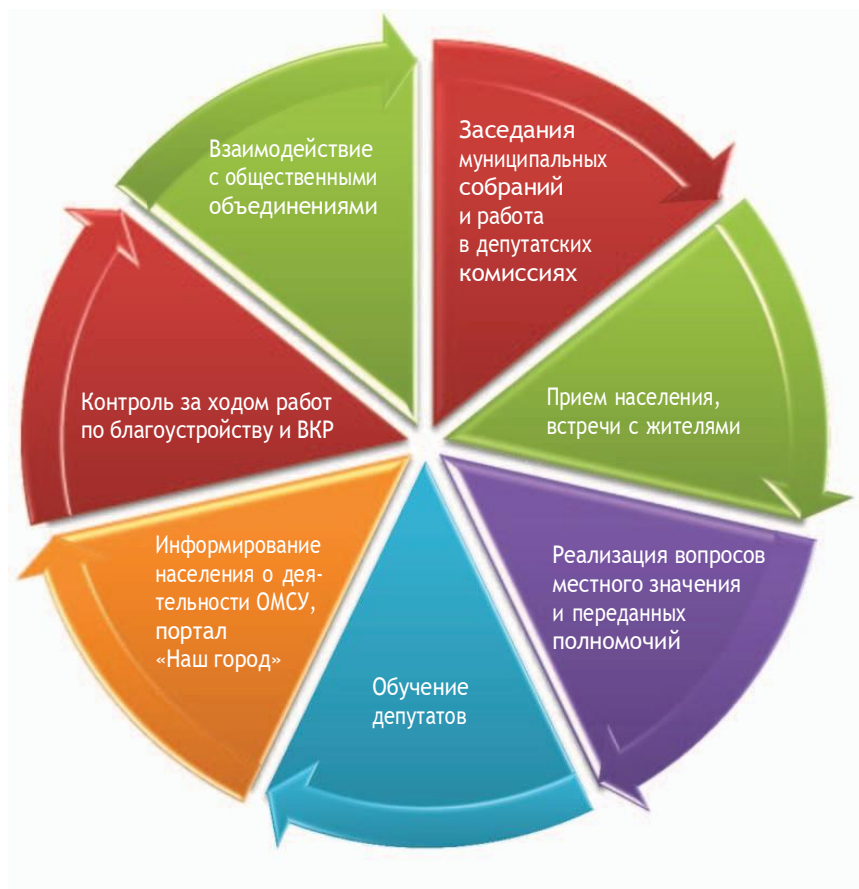 Заседания
муниципальных
собраний
и работа
в депутатских
комиссиях
Прием населения,
встречи с жителями
Реализация вопросов
местного значения
и переданных
полномочий
Обучение
депутатов
Информирование
населения о дея-
тельности ОМСУ,
портал
«Наш город»
Контроль за ходом работ
по благоустройству и ВКР
Взаимодействие
с общественными
объединениями